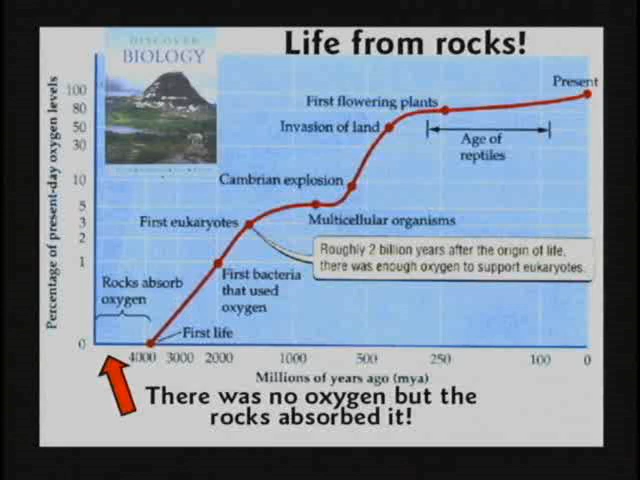 Life from rocks!
DISCOVER
BIOLOGY
Percentage of present-day oxygen levels
100
80
50
30
10
5
3
2
1
0
Present
First flowering plants
Invasion of land
Age of
reptiles
Cambrian explosion
First eukaryotes
Multicellular organisms
Roughly 2 billion years after the origin of life,
there was enough oxygen to support eukaryotes.
Rocks absorb
oxygen
First bacteria
that used
oxygen
First life
4000 3000 2000 1000 500 250 100 0
Millions of years ago (mya)
There was no oxygen but the
rocks absorbed it!